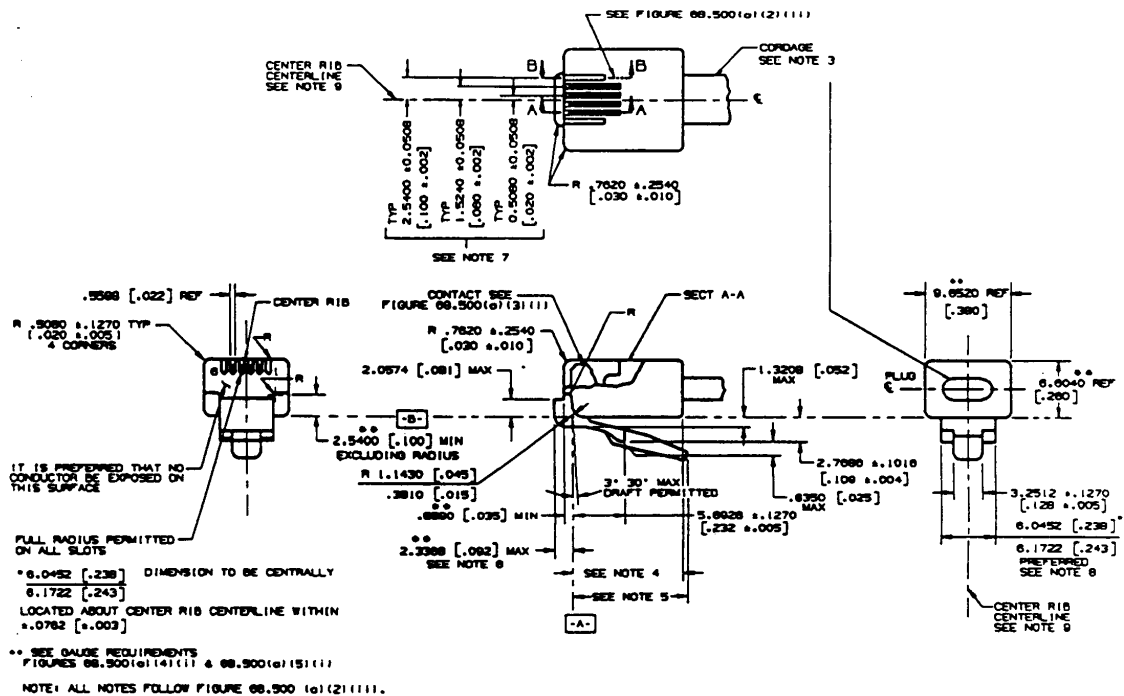 SEE FIGURE 68.500(a)(2)(ii)
CORDAGE
SEE NOTE 3
CENTER RIB
CENTERLINE
SEE NOTE 9
B B
A A
℄
TYP
2.5400 ±0.0508
[.100 ±.002]
TYP
1.5240 ±0.0508
[.060 ±.002]
TYP
0.5080 ±0.0508
[.020 ±.002]
R .7620 ±.2540
[.030 ±.010]
SEE NOTE 7
.5588 [.022] REF
CENTER RIB
R .5080 ±.1270 TYP
[.020 ±.005]
4 CORNERS
R
6 1
R
IT IS PREFERRED THAT NO
CONDUCTOR BE EXPOSED ON
THIS SURFACE
FULL RADIUS PERMITTED
ON ALL SLOTS
CONTACT SEE
FIGURE 68.500(a)(3)(i)
SECT A-A
R
R .7620 ±.2540
[.030 ±.010]
2.0574 [.081] MAX
-B-
**
2.5400 [.100] MIN
EXCLUDING RADIUS
R 1.1430 [.045]
.3810 [.015]
**
.8890 [.035] MIN
**
2.3368 [.092] MAX
SEE NOTE 6
3° 30' MAX
DRAFT PERMITTED
5.8928 ±.1270
[.232 ±.005]
SEE NOTE 4
SEE NOTE 5
-A-
1.3208 [.052]
MAX
2.7686 ±.1016
[.109 ±.004]
.6350 [.025]
MAX
**
9.6520 REF
[.380]
PLUG
℄
**
6.6040 REF
[.260]
3.2512 ±.1270
[.128 ±.005]
6.0452 [.238]*
6.1722 [.243]
PREFERRED
SEE NOTE 8
CENTER RIB
CENTERLINE
SEE NOTE 9
*6.0452 [.238] DIMENSION TO BE CENTRALLY
6.1722 [.243]
LOCATED ABOUT CENTER RIB CENTERLINE WITHIN
±.0762 [±.003]
** SEE GAUGE REQUIREMENTS
FIGURES 68.500(a)(4)(i) & 68.500(a)(5)(i)
NOTE: ALL NOTES FOLLOW FIGURE 68.500 (a)(2)(ii).